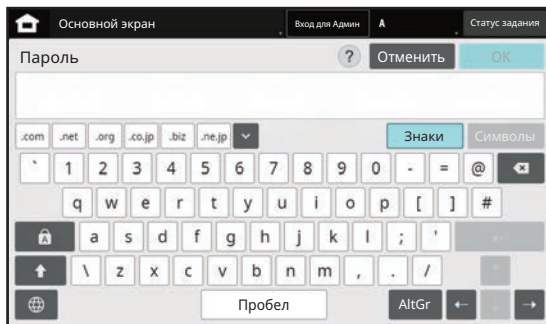 Основной экран Вход для Админ A Статус задания
Пароль ? Отменить OK
.com .net .org .co.jp .biz .ne.jp Знаки Символы
` 1 2 3 4 5 6 7 8 9 0 - = @
q w e r t y u i o p [ ] #
A a s d f g h j k l ; '
\ z x c v b n m , . /
Пробел AltGr